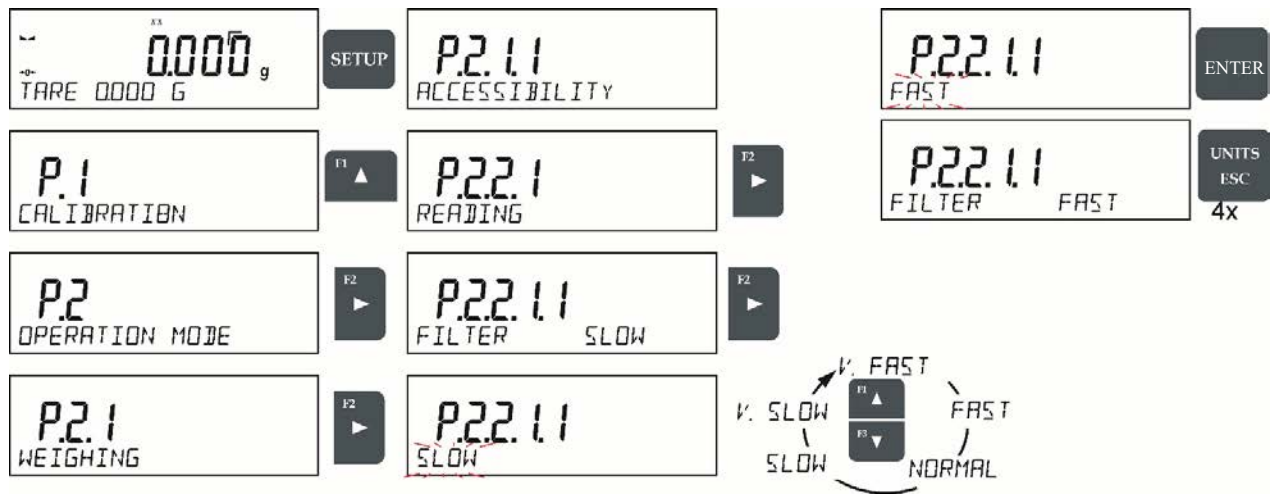 xx
0.000 g
TARE 0.000 G
SETUP
P.1
CALIBRATION
F1
P.2
OPERATION MODE
F2
P.2.1
WEIGHING
F2
P.2.1.1
ACCESSIBILITY
P.2.2.1
READING
F2
P.2.2.1.1
FILTER SLOW
F2
P.2.2.1.1
SLOW
V. FAST
V. SLOW
F1
FAST
F3
SLOW
NORMAL
P.2.2.1.1
FAST
ENTER
P.2.2.1.1
FILTER FAST
UNITS
ESC
4x